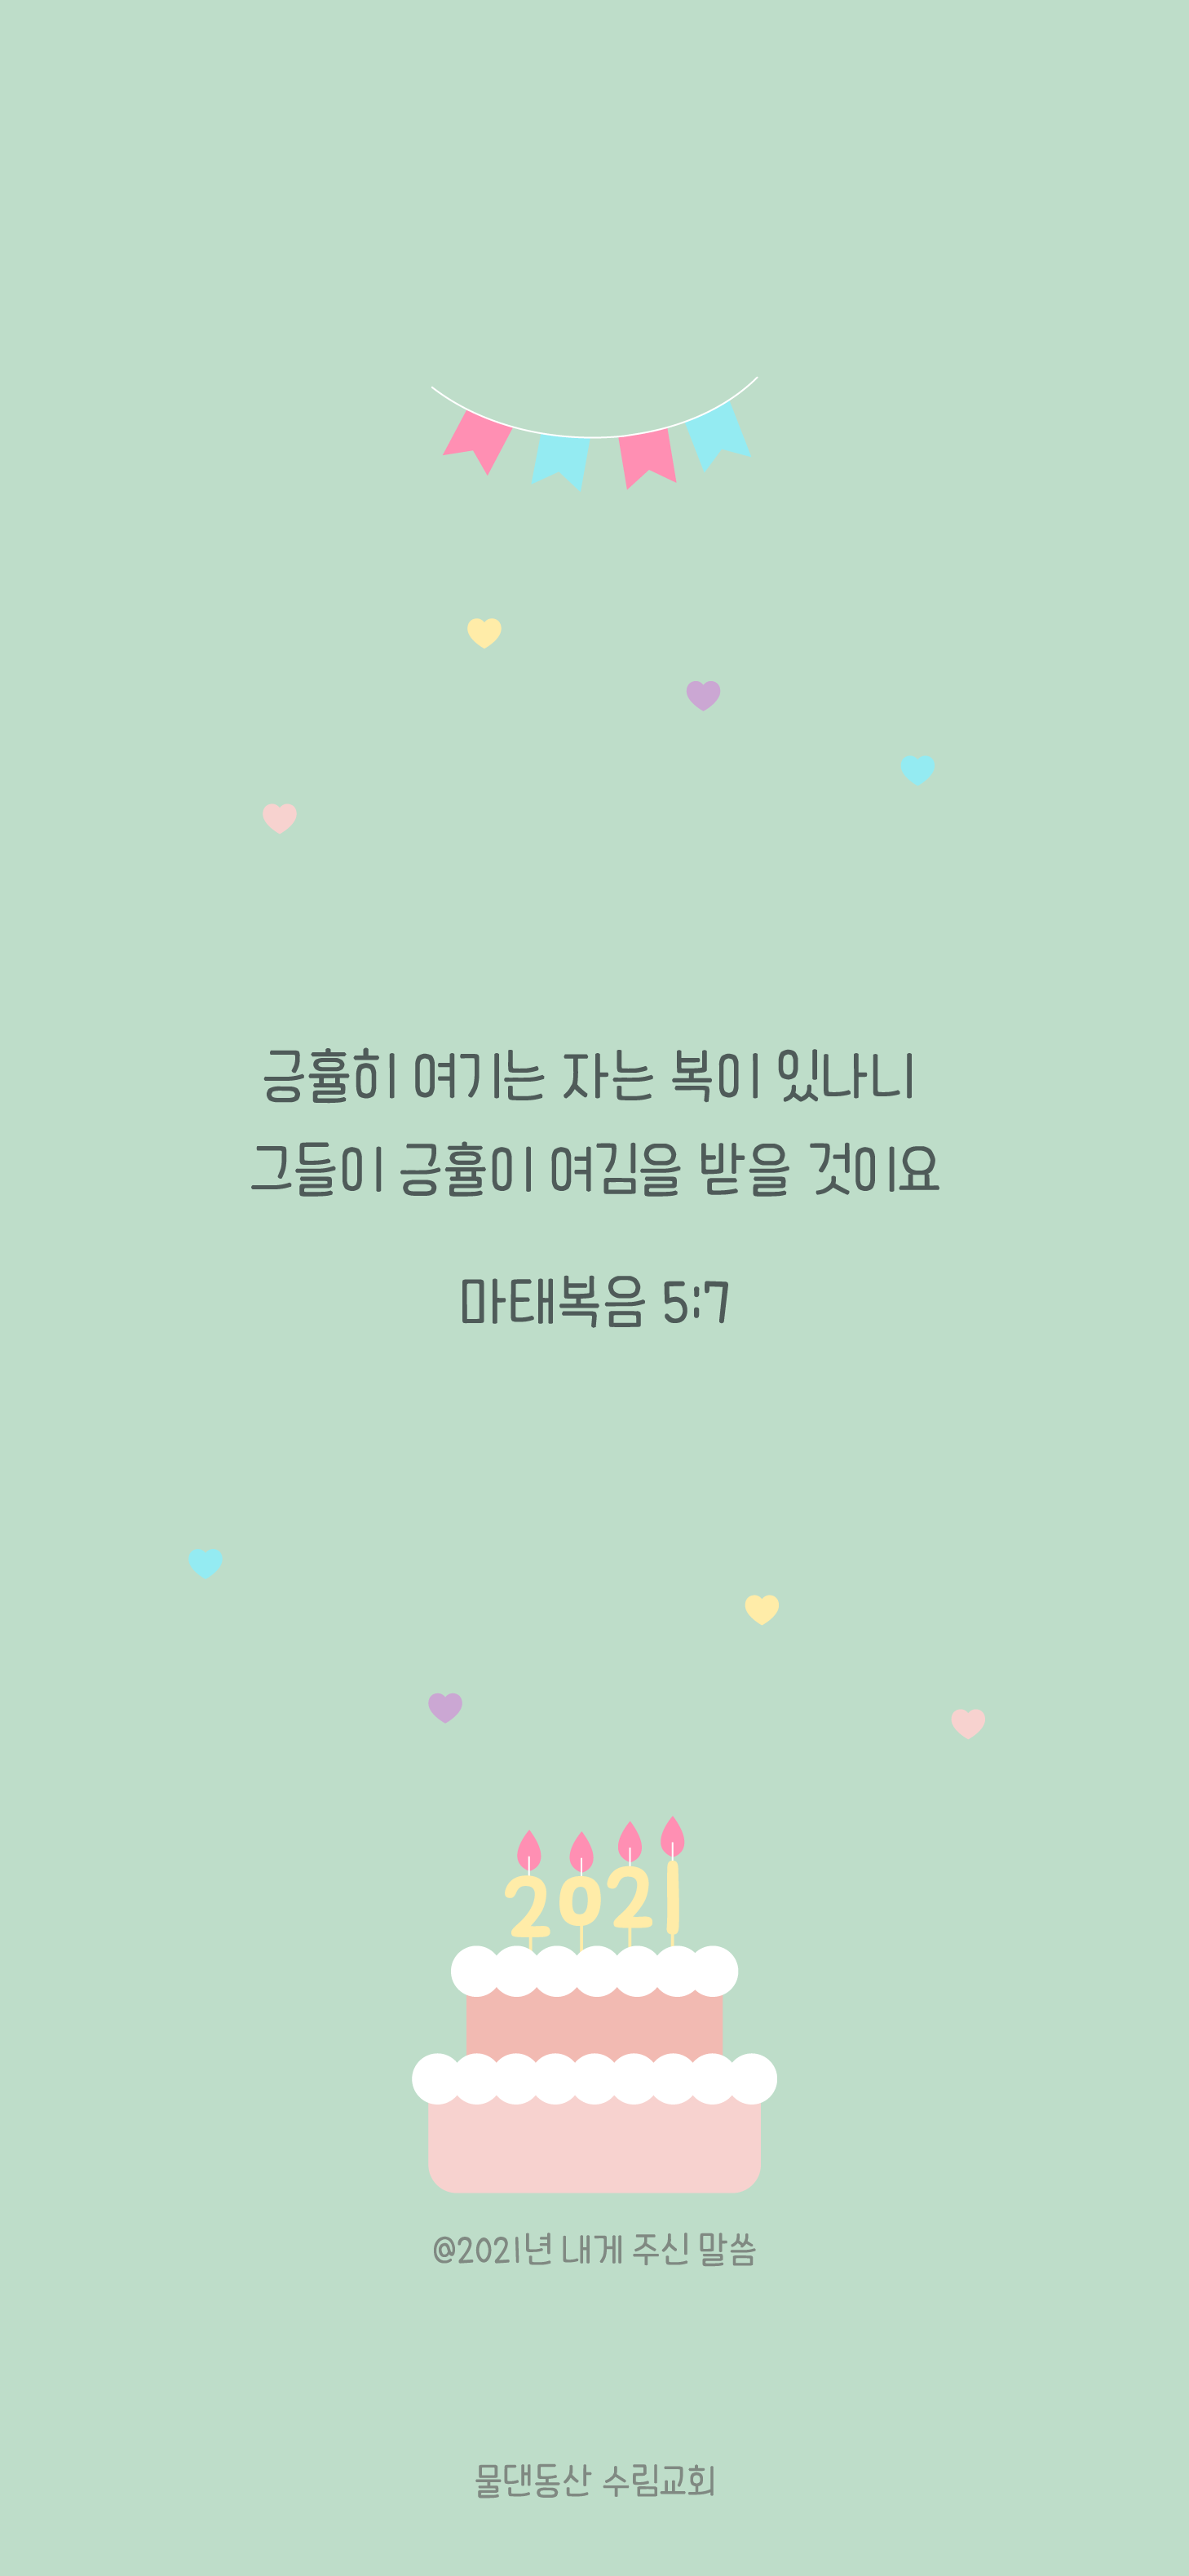 긍휼히 여기는 자는 복이 있나니
그들이 긍휼이 여김을 받을 것이요
마태복음 5:7
2021
@2021년 내게 주신 말씀
물댄동산 수림교회